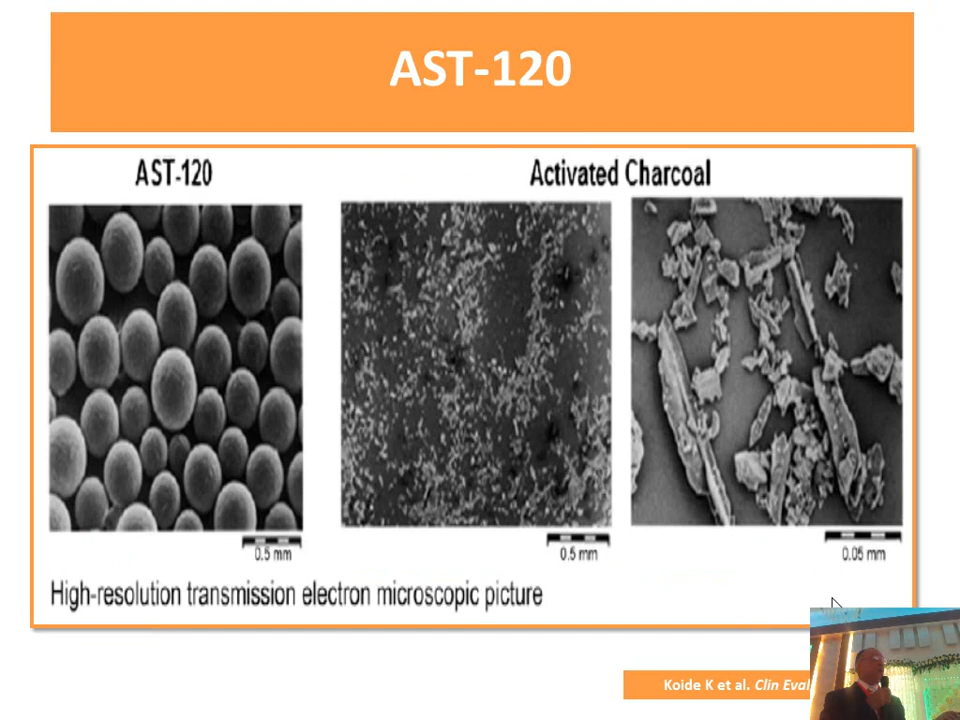 AST-120
AST-120
Activated Charcoal
0.5 mm
0.5 mm
0.05 mm
High-resolution transmission electron microscopic picture
Koide K et al. Clin